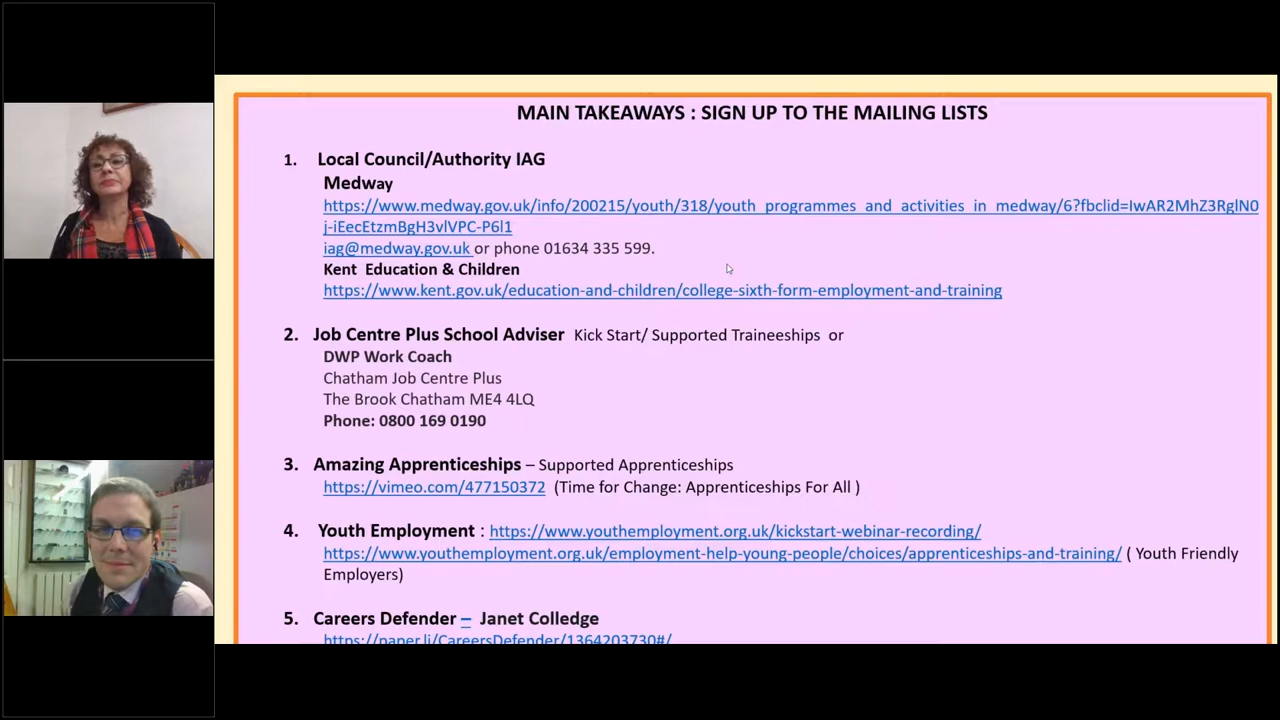 MAIN TAKEAWAYS : SIGN UP TO THE MAILING LISTS
1. Local Council/Authority IAG
Medway
https://www.medway.gov.uk/info/200215/youth/318/youth_programmes_and_activities_in_medway/6?fbclid=IwAR2MhZ3RglN0
j-iEecEtzmBgH3vlVPC-P6l1
iag@medway.gov.uk or phone 01634 335 599.
Kent Education & Children
https://www.kent.gov.uk/education-and-children/college-sixth-form-employment-and-training
2. Job Centre Plus School Adviser Kick Start/ Supported Traineeships or
DWP Work Coach
Chatham Job Centre Plus
The Brook Chatham ME4 4LQ
Phone: 0800 169 0190
3. Amazing Apprenticeships – Supported Apprenticeships
https://vimeo.com/477150372 (Time for Change: Apprenticeships For All )
4. Youth Employment : https://www.youthemployment.org.uk/kickstart-webinar-recording/
https://www.youthemployment.org.uk/employment-help-young-people/choices/apprenticeships-and-training/ ( Youth Friendly
Employers)
5. Careers Defender – Janet Colledge
https://paper.li/CareersDefender/1364203730#/